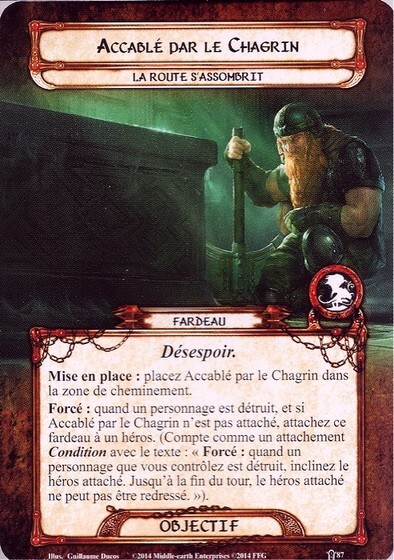 Accablé par le Chagrin
La Route s'Assombrit
Fardeau
Désespoir.
Mise en place : placez Accablé par le Chagrin dans
la zone de cheminement.
Forcé : quand un personnage est détruit, et si
Accablé par le Chagrin n'est pas attaché, attachez ce
fardeau à un héros. (Compte comme un attachement
Condition avec le texte : « Forcé : quand un
personnage que vous contrôlez est détruit, inclinez le
héros attaché. Jusqu'à la fin du tour, le héros attaché
ne peut pas être redressé. »).
Objectif
Illus. Guillaume Ducos ©2014 Middle-earth Enterprises ©2014 FFG 87